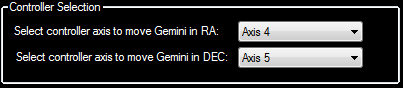 Controller Selection
Select controller axis to move Gemini in RA: Axis 4
Select controller axis to move Gemini in DEC: Axis 5